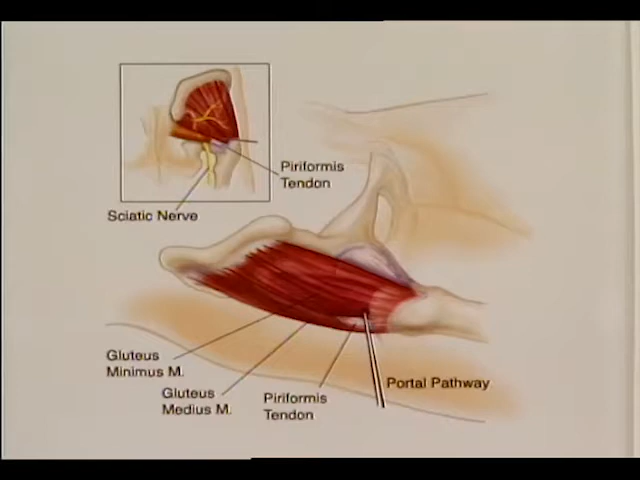 Piriformis
Tendon
Sciatic Nerve
Gluteus
Minimus M.
Gluteus
Medius M.
Piriformis
Tendon
Portal Pathway